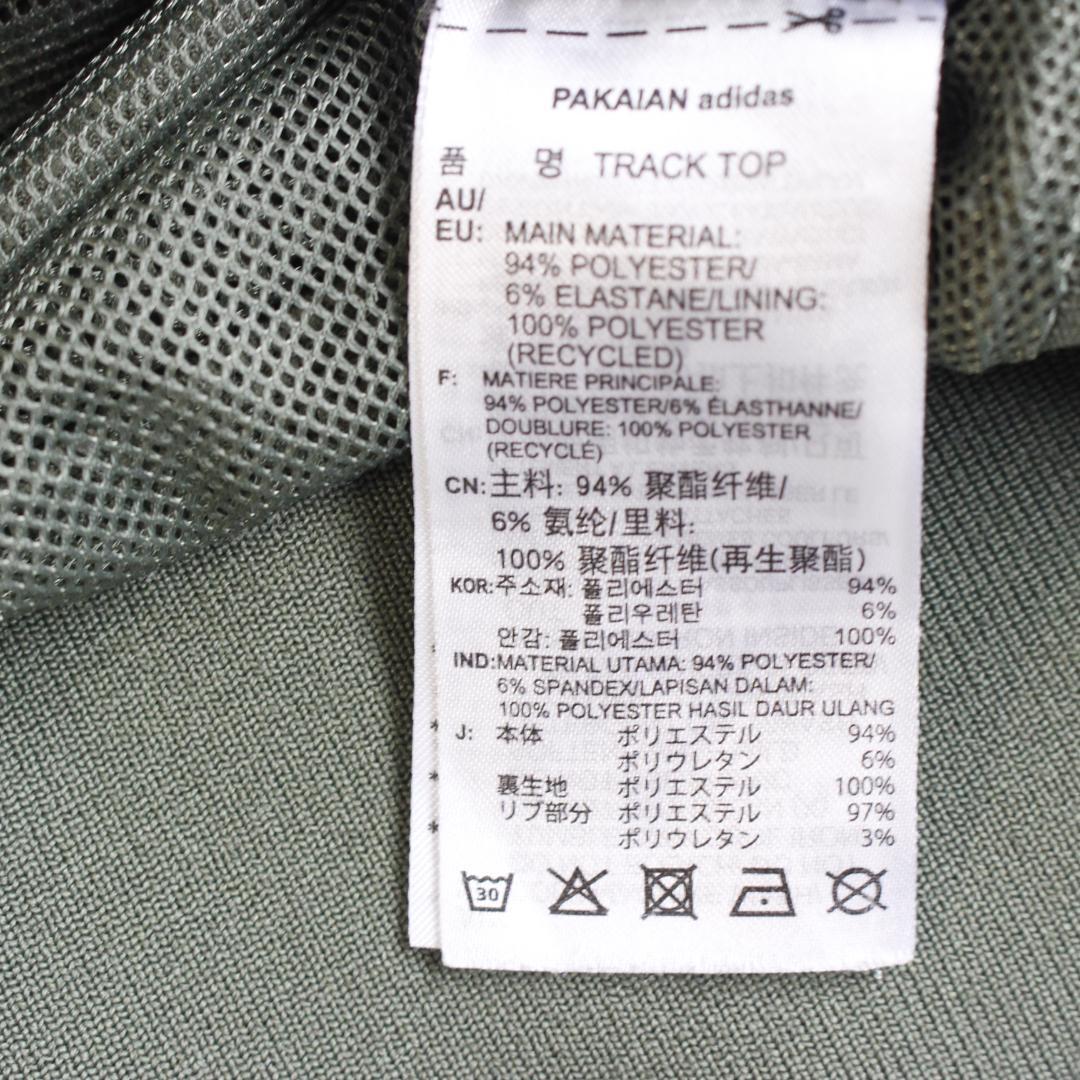 PAKAIAN adidas
품 명 TRACK TOP
AU/
EU: MAIN MATERIAL:
94% POLYESTER/
6% ELASTANE/LINING:
100% POLYESTER
(RECYCLED)
F: MATIERE PRINCIPALE:
94% POLYESTER/6% ÉLASTHANNE/
DOUBLURE: 100% POLYESTER
(RECYCLÉ)
CN:主料: 94% 聚酯纤维/
6% 氨纶/里料:
100% 聚酯纤维(再生聚酯)
KOR:주소재: 폴리에스터 94%
폴리우레탄 6%
안감: 폴리에스터 100%
IND:MATERIAL UTAMA: 94% POLYESTER/
6% SPANDEX/LAPISAN DALAM:
100% POLYESTER HASIL DAUR ULANG
J: 本体 ポリエステル 94%
ポリウレタン 6%
裏生地 ポリエステル 100%
リブ部分 ポリエステル 97%
ポリウレタン 3%
30